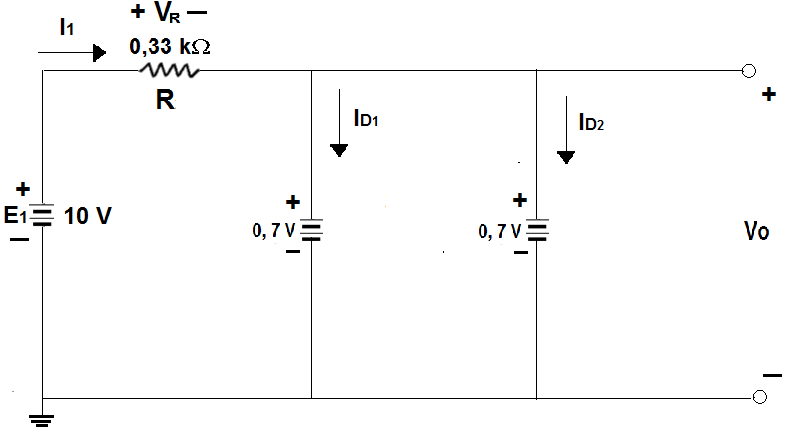 + VR −
I1
0,33 kΩ
R
+
ID1
ID2
+
E1
10 V
−
+
0, 7 V
−
+
0, 7 V
−
Vo
−